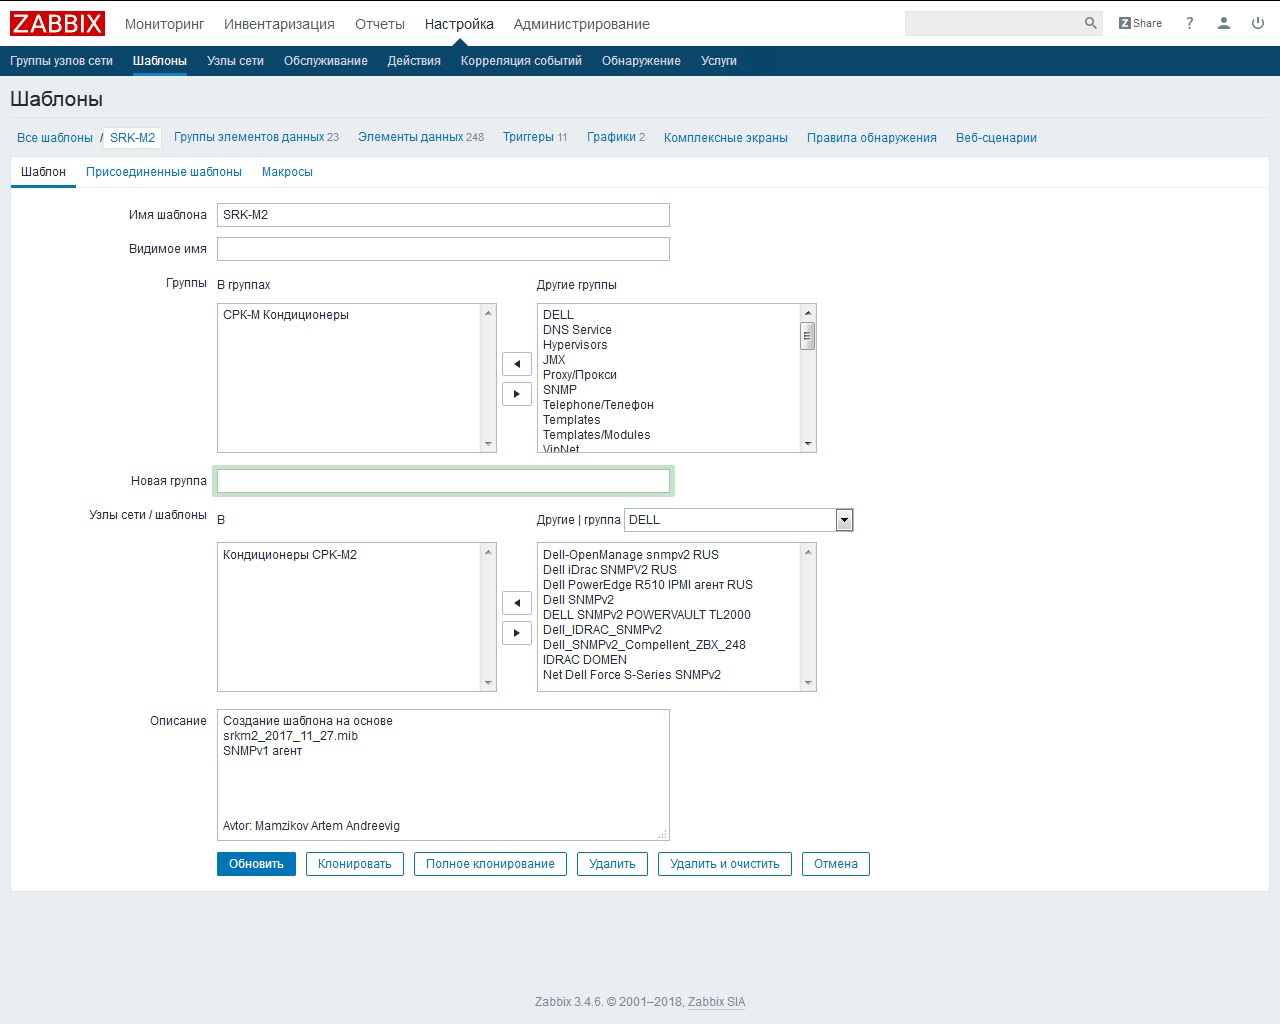 ZABBIX Мониторинг Инвентаризация Отчеты Настройка Администрирование Z Share ?
Группы узлов сети Шаблоны Узлы сети Обслуживание Действия Корреляция событий Обнаружение Услуги
Шаблоны
Все шаблоны / SRK-M2 Группы элементов данных 23 Элементы данных 248 Триггеры 11 Графики 2 Комплексные экраны Правила обнаружения Веб-сценарии
Шаблон Присоединенные шаблоны Макросы
Имя шаблона SRK-M2
Видимое имя
Группы В группах Другие группы
СРК-М Кондиционеры
DELL
DNS Service
Hypervisors
JMX
Proxy/Прокси
SNMP
Telephone/Телефон
Templates
Templates/Modules
VipNet
Новая группа
Узлы сети / шаблоны В Другие | группа DELL
Кондиционеры СРК-М2
Dell-OpenManage snmpv2 RUS
Dell iDrac SNMPV2 RUS
Dell PowerEdge R510 IPMI агент RUS
Dell SNMPv2
DELL SNMPv2 POWERVAULT TL2000
Dell_IDRAC_SNMPv2
Dell_SNMPv2_Compellent_ZBX_248
IDRAC DOMEN
Net Dell Force S-Series SNMPv2
Описание Создание шаблона на основе
srkm2_2017_11_27.mib
SNMPv1 агент
Avtor: Mamzikov Artem Andreevig
Обновить Клонировать Полное клонирование Удалить Удалить и очистить Отмена
Zabbix 3.4.6. © 2001–2018, Zabbix SIA